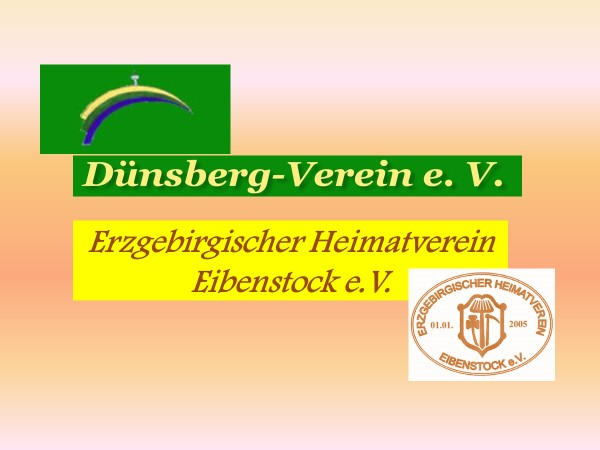 Dünsberg-Verein e. V.
Erzgebirgischer Heimatverein
Eibenstock e.V.
ERZGEBIRGISCHER HEIMATVEREIN
01.01. 2005
EIBENSTOCK e.V.